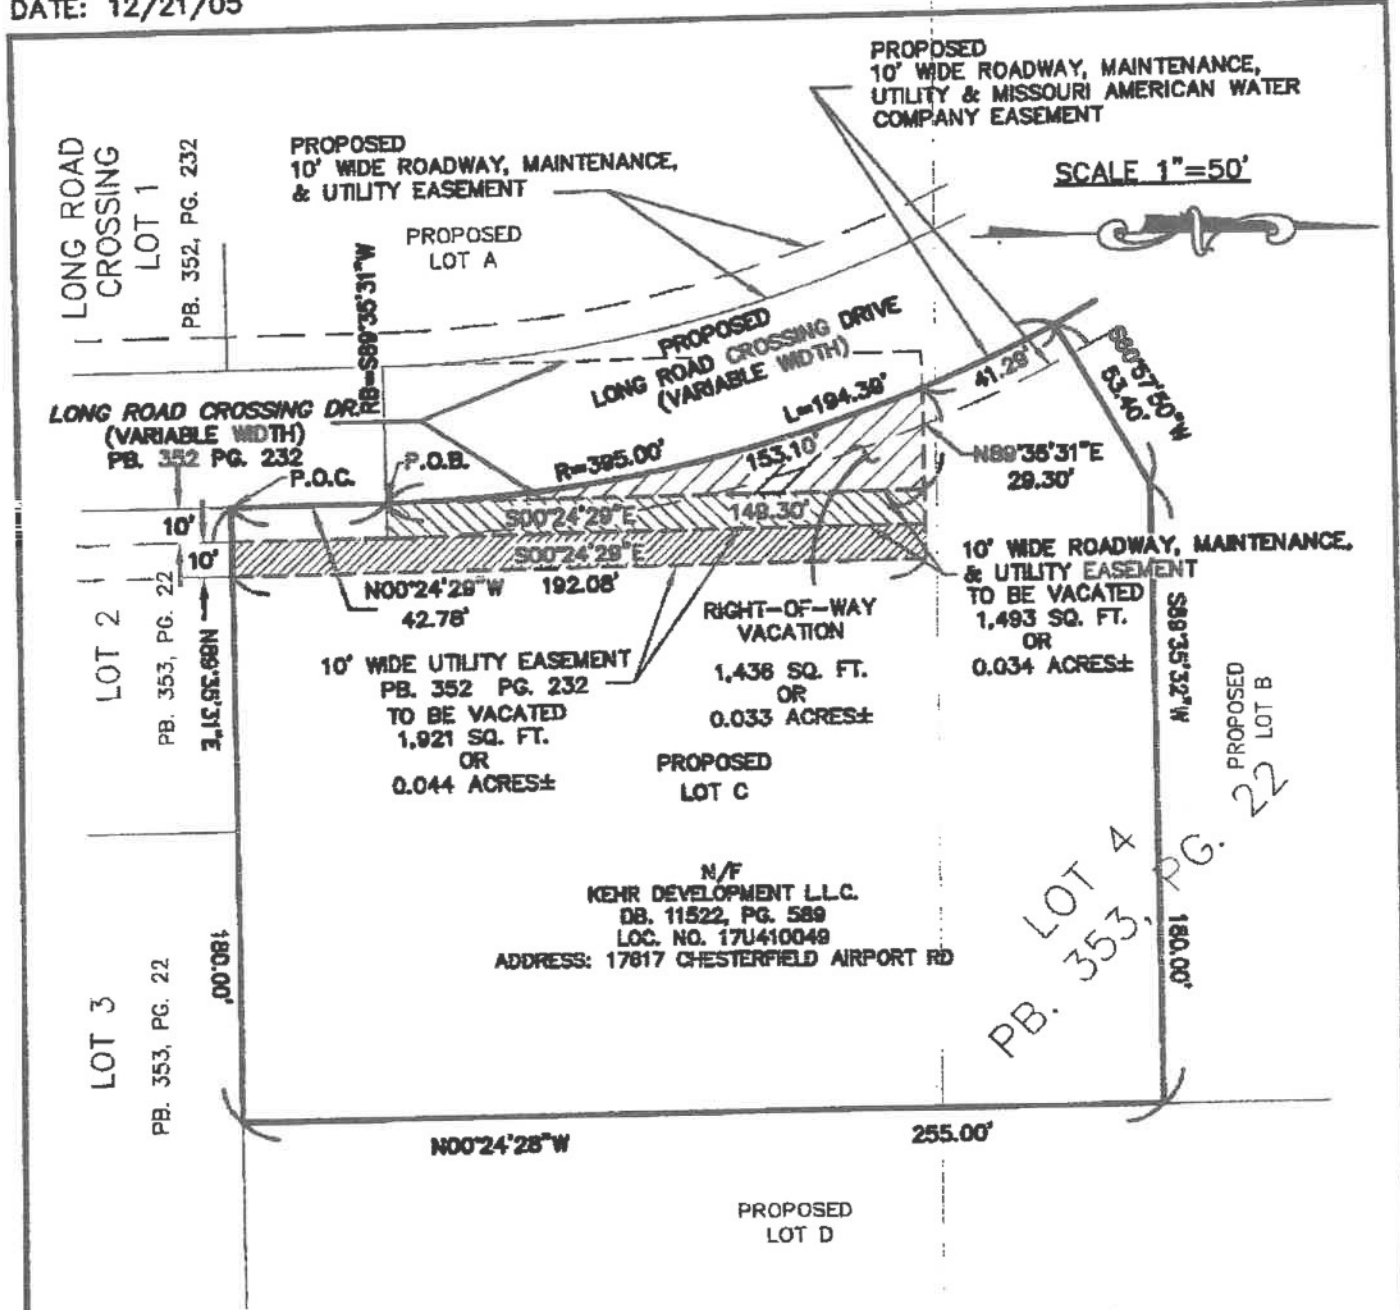 DATE: 12/21/05
PROPOSED
10' WIDE ROADWAY, MAINTENANCE,
UTILITY & MISSOURI AMERICAN WATER
COMPANY EASEMENT
PROPOSED
10' WIDE ROADWAY, MAINTENANCE,
& UTILITY EASEMENT
SCALE 1"=50'
LONG ROAD
CROSSING
LOT 1
PB. 352, PG. 232
PROPOSED
LOT A
RB=S89°35'31"W
PROPOSED
LONG ROAD CROSSING DRIVE
(VARIABLE WIDTH)
LONG ROAD CROSSING DR.
(VARIABLE WIDTH)
PB. 352 PG. 232
P.O.C.
P.O.B.
L=194.39'
R=395.00'
153.10'
41.29'
S80°57'50"W
53.40'
N89°35'31"E
29.30'
10'
10'
S00°24'29"E
149.30'
S00°24'29"E
N00°24'29"W
42.78'
192.08'
10' WIDE UTILITY EASEMENT
PB. 352 PG. 232
TO BE VACATED
1,921 SQ. FT.
OR
0.044 ACRES±
RIGHT-OF-WAY
VACATION
1,436 SQ. FT.
OR
0.033 ACRES±
10' WIDE ROADWAY, MAINTENANCE,
& UTILITY EASEMENT
TO BE VACATED
1,493 SQ. FT.
OR
0.034 ACRES±
LOT 2
PB. 353, PG. 22
N89°35'31"E
180.00'
S89°35'32"W
180.00'
PROPOSED
LOT B
PROPOSED
LOT C
N/F
KEHR DEVELOPMENT L.L.C.
DB. 11522, PG. 589
LOC. NO. 17U410049
ADDRESS: 17617 CHESTERFIELD AIRPORT RD
LOT 4
PB. 353, PG. 22
LOT 3
PB. 353, PG. 22
N00°24'28"W
255.00'
PROPOSED
LOT D